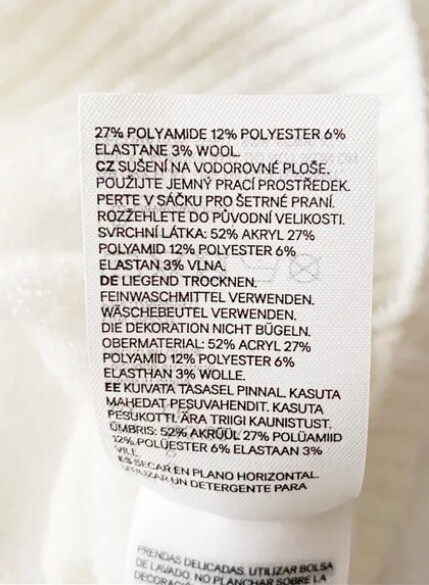 27% POLYAMIDE 12% POLYESTER 6%
ELASTANE 3% WOOL.
CZ SUŠENÍ NA VODOROVNÉ PLOŠE.
POUŽIJTE JEMNÝ PRACÍ PROSTŘEDEK.
PERTE V SÁČKU PRO ŠETRNÉ PRANÍ.
ROZŽEHLETE DO PŮVODNÍ VELIKOSTI.
SVRCHNÍ LÁTKA: 52% AKRYL 27%
POLYAMID 12% POLYESTER 6%
ELASTAN 3% VLNA.
DE LIEGEND TROCKNEN.
FEINWASCHMITTEL VERWENDEN.
WÄSCHEBEUTEL VERWENDEN.
DIE DEKORATION NICHT BÜGELN.
OBERMATERIAL: 52% ACRYL 27%
POLYAMID 12% POLYESTER 6%
ELASTHAN 3% WOLLE.
EE KUIVATA TASASEL PINNAL. KASUTA
MAHEDAT PESUVAHENDIT. KASUTA
PESUKOTTI. ÄRA TRIIGI KAUNISTUST.
ÜMBRIS: 52% AKRÜÜL 27% POLÜAMIID
12% POLÜESTER 6% ELASTAAN 3%
VILL.
ES SECAR EN PLANO HORIZONTAL.
UTILIZAR UN DETERGENTE PARA
PRENDAS DELICADAS. UTILIZAR BOLSA
DE LAVADO. NO PLANCHAR SOBRE LA